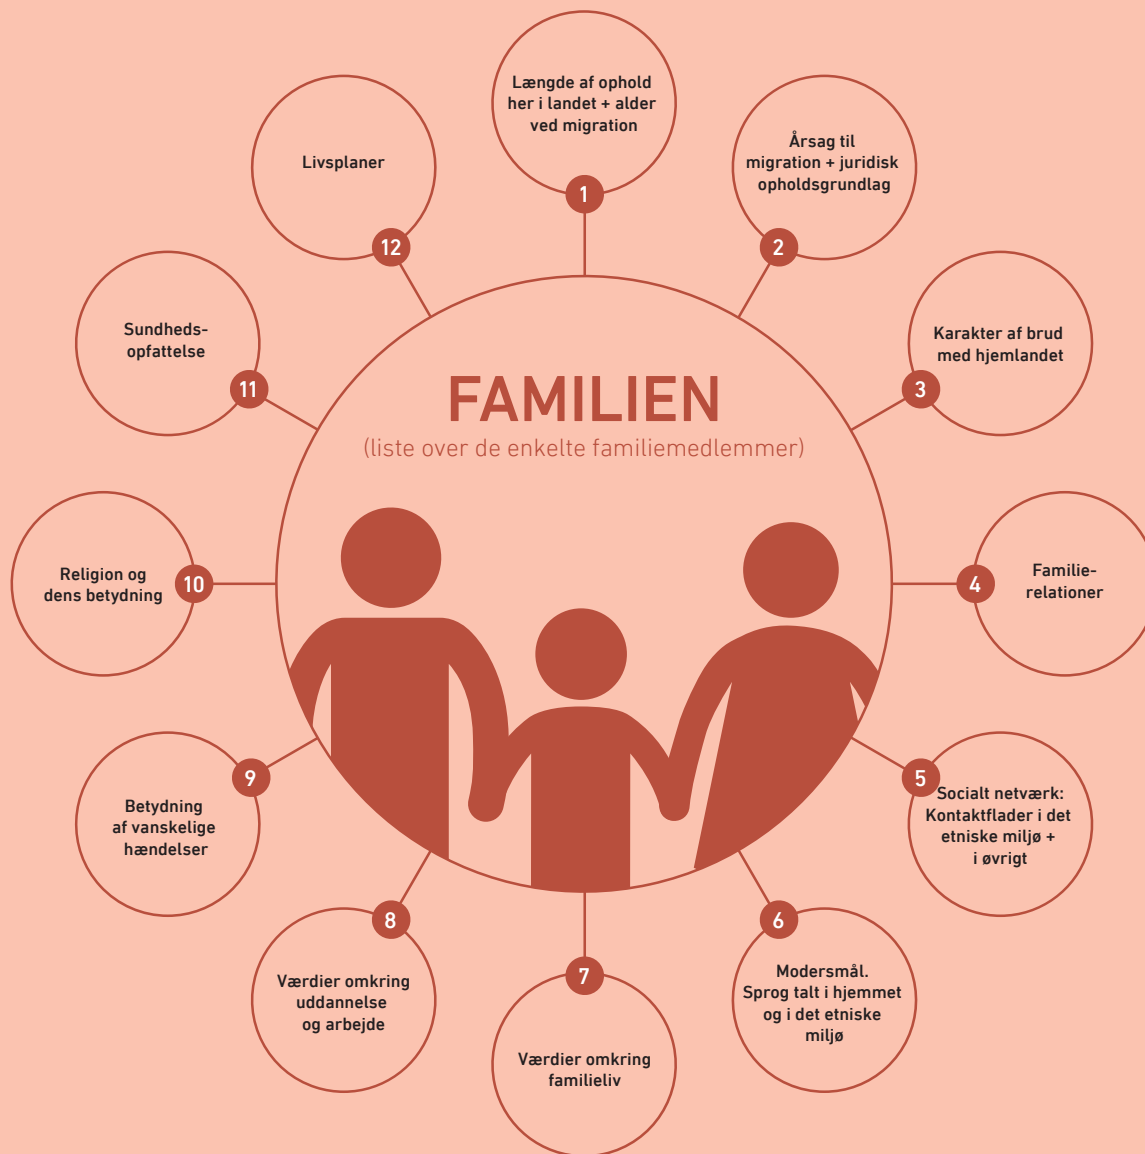 FAMILIEN
(liste over de enkelte familiemedlemmer)
Længde af ophold
her i landet + alder
ved migration
1
Årsag til
migration + juridisk
opholdsgrundlag
2
Karakter af brud
med hjemlandet
3
Familie-
relationer
4
Socialt netværk:
Kontaktflader i det
etniske miljø +
i øvrigt
5
Modersmål.
Sprog talt i hjemmet
og i det etniske
miljø
6
Værdier omkring
familieliv
7
Værdier omkring
uddannelse
og arbejde
8
Betydning
af vanskelige
hændelser
9
Religion og
dens betydning
10
Sundheds-
opfattelse
11
Livsplaner
12